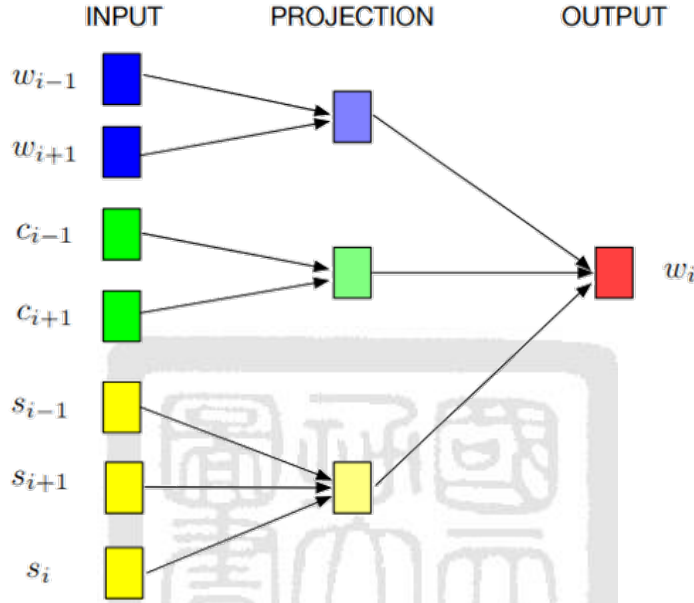 INPUT PROJECTION OUTPUT
w_{i-1}
w_{i+1}
c_{i-1}
w_i
c_{i+1}
s_{i-1}
s_{i+1}
s_i